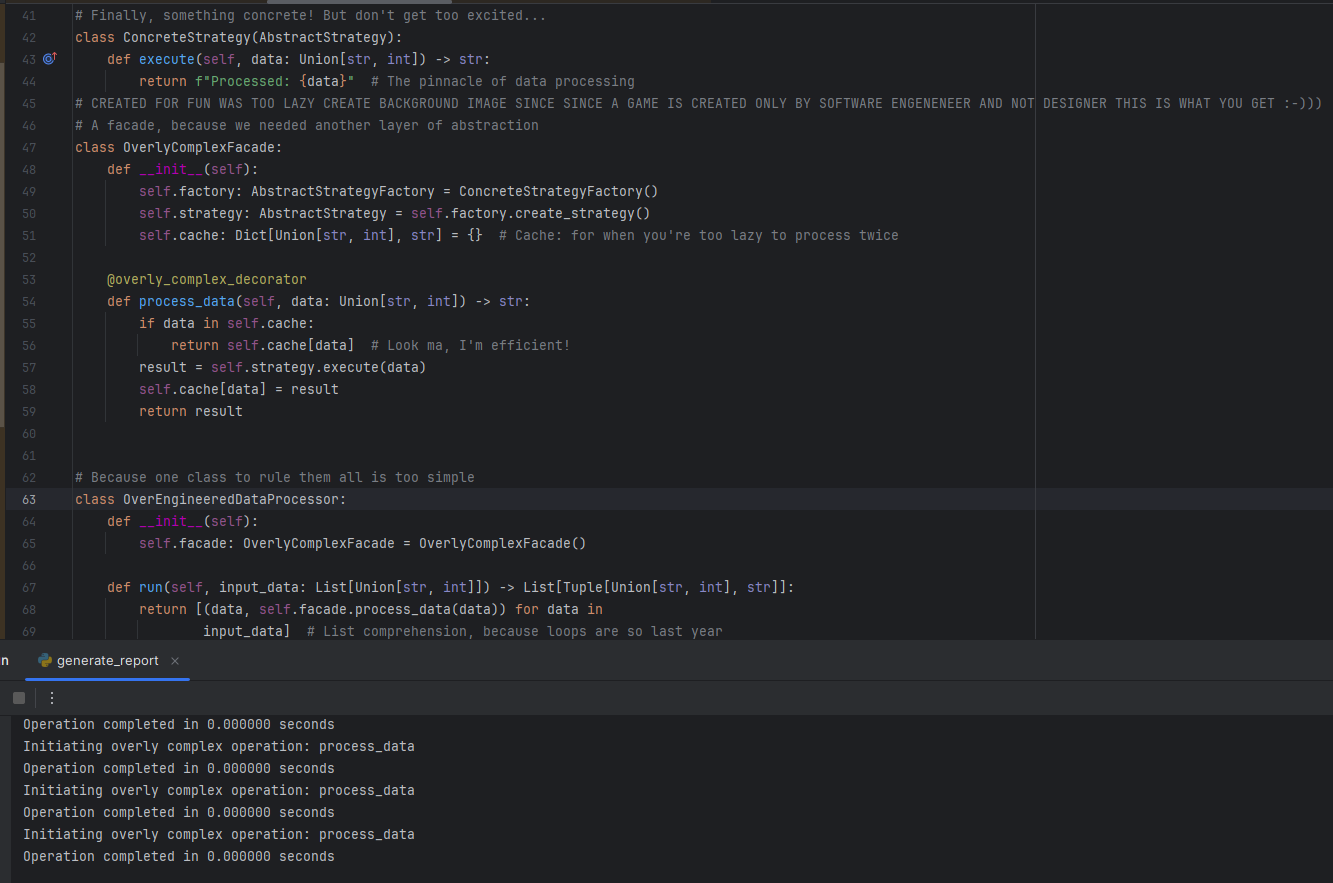 41 # Finally, something concrete! But don't get too excited...
42 class ConcreteStrategy(AbstractStrategy):
43 def execute(self, data: Union[str, int]) -> str:
44 return f"Processed: {data}"  # The pinnacle of data processing
45 # CREATED FOR FUN WAS TOO LAZY CREATE BACKGROUND IMAGE SINCE SINCE A GAME IS CREATED ONLY BY SOFTWARE ENGENENEER AND NOT DESIGNER THIS IS WHAT YOU GET :-)))
46 # A facade, because we needed another layer of abstraction
47 class OverlyComplexFacade:
48 def __init__(self):
49 self.factory: AbstractStrategyFactory = ConcreteStrategyFactory()
50 self.strategy: AbstractStrategy = self.factory.create_strategy()
51 self.cache: Dict[Union[str, int], str] = {}  # Cache: for when you're too lazy to process twice
52
53 @overly_complex_decorator
54 def process_data(self, data: Union[str, int]) -> str:
55 if data in self.cache:
56 return self.cache[data]  # Look ma, I'm efficient!
57 result = self.strategy.execute(data)
58 self.cache[data] = result
59 return result
60
61
62 # Because one class to rule them all is too simple
63 class OverEngineeredDataProcessor:
64 def __init__(self):
65 self.facade: OverlyComplexFacade = OverlyComplexFacade()
66
67 def run(self, input_data: List[Union[str, int]]) -> List[Tuple[Union[str, int], str]]:
68 return [(data, self.facade.process_data(data)) for data in
69 input_data]  # List comprehension, because loops are so last year
n generate_report
Operation completed in 0.000000 seconds
Initiating overly complex operation: process_data
Operation completed in 0.000000 seconds
Initiating overly complex operation: process_data
Operation completed in 0.000000 seconds
Initiating overly complex operation: process_data
Operation completed in 0.000000 seconds